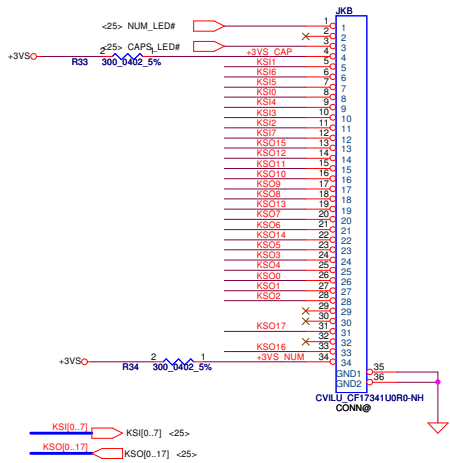 JKB
<25> NUM_LED# 1 1
2 2
<25> CAPS_LED# 3 3
+3VS 2 1 +3VS_CAP 4 4
R33 300_0402_5%
KSI1 5 5
KSI6 6 6
KSI5 7 7
KSI0 8 8
KSI4 9 9
KSI3 10 10
KSI2 11 11
KSI7 12 12
KSO15 13 13
KSO12 14 14
KSO11 15 15
KSO10 16 16
KSO9 17 17
KSO8 18 18
KSO13 19 19
KSO7 20 20
KSO6 21 21
KSO14 22 22
KSO5 23 23
KSO3 24 24
KSO4 25 25
KSO0 26 26
KSO1 27 27
KSO2 28 28
29 29
30 30
KSO17 31 31
32 32
KSO16 33 33
+3VS 2 1 +3VS_NUM 34 34
R34 300_0402_5%
GND1 35
GND2 36
CVILU_CF17341U0R0-NH
CONN@
KSI[0..7] KSI[0..7] <25>
KSO[0..17] KSO[0..17] <25>